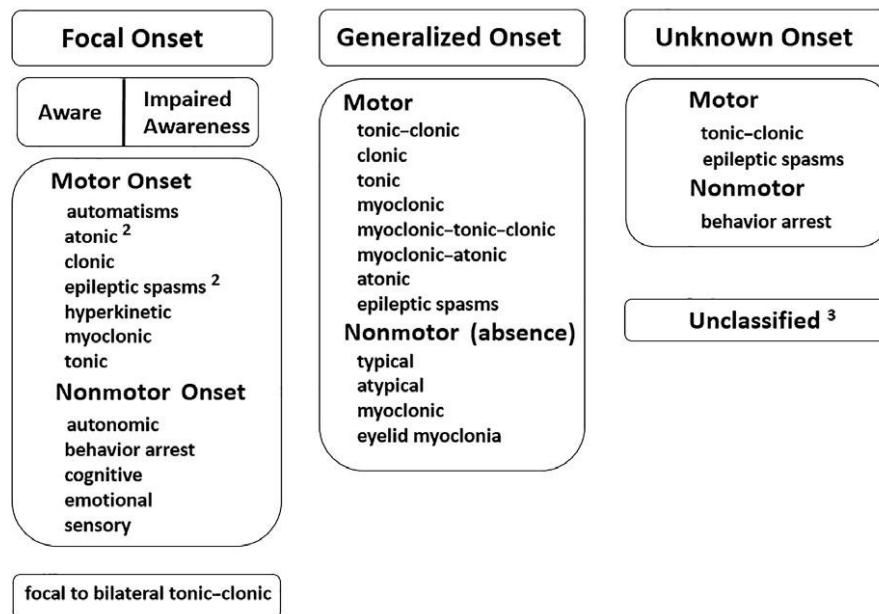 Focal Onset
Aware
Impaired
Awareness
Motor Onset
automatisms
atonic ²
clonic
epileptic spasms ²
hyperkinetic
myoclonic
tonic
Nonmotor Onset
autonomic
behavior arrest
cognitive
emotional
sensory
focal to bilateral tonic–clonic
Generalized Onset
Motor
tonic–clonic
clonic
tonic
myoclonic
myoclonic–tonic–clonic
myoclonic–atonic
atonic
epileptic spasms
Nonmotor (absence)
typical
atypical
myoclonic
eyelid myoclonia
Unknown Onset
Motor
tonic–clonic
epileptic spasms
Nonmotor
behavior arrest
Unclassified ³